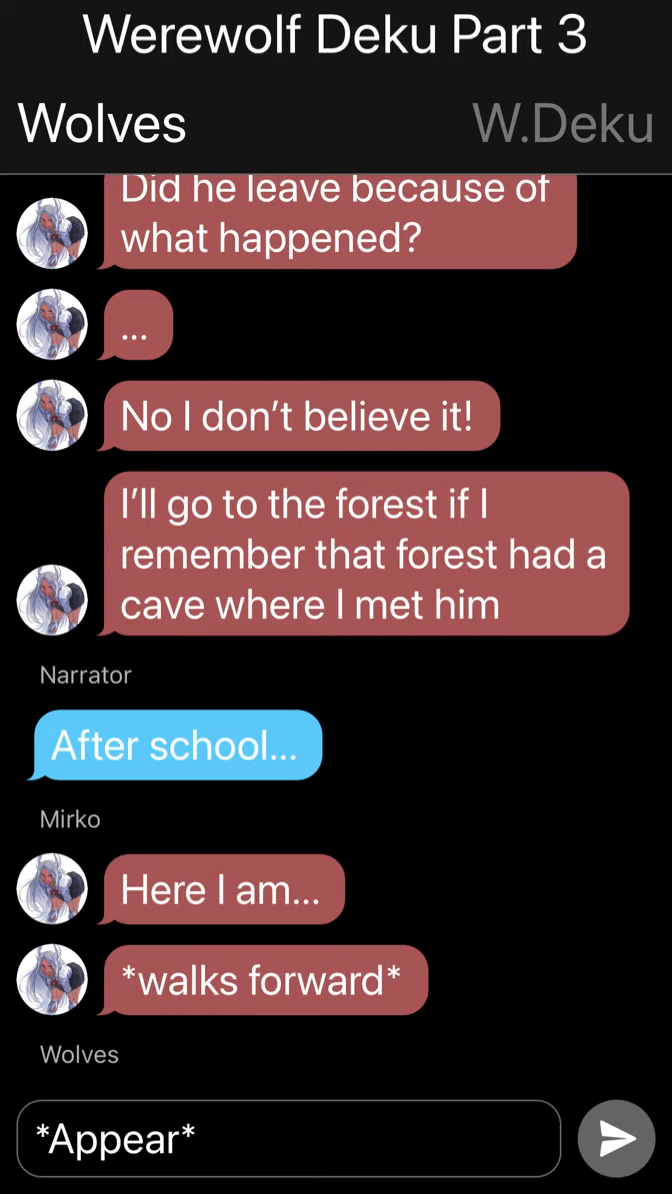 Werewolf Deku Part 3
Wolves
W.Deku
Did he leave because of
what happened?
...
No I don’t believe it!
I’ll go to the forest if I
remember that forest had a
cave where I met him
Narrator
After school...
Mirko
Here I am...
*walks forward*
Wolves
*Appear*